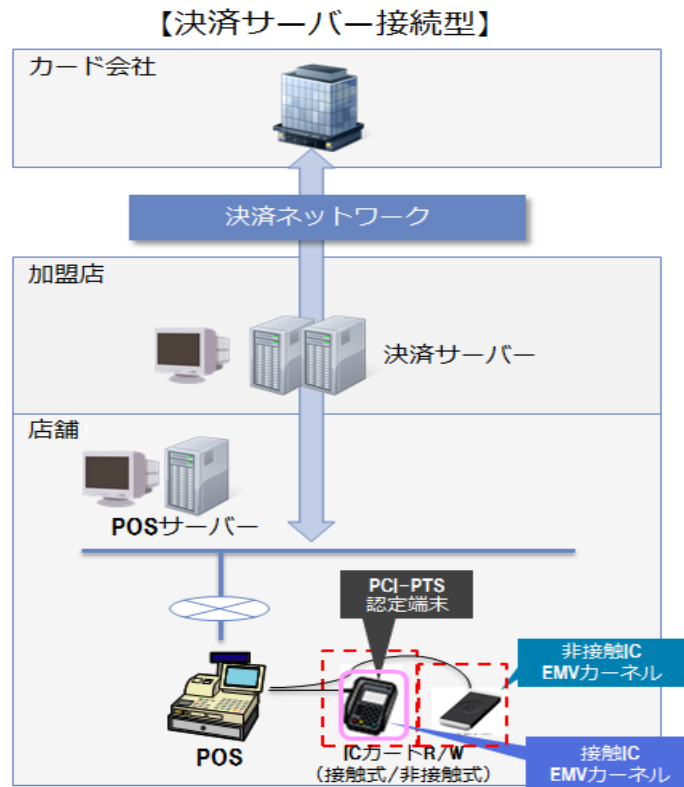 【決済サーバー接続型】
カード会社
決済ネットワーク
加盟店
決済サーバー
店舗
POSサーバー
PCI-PTS
認定端末
非接触IC
EMVカーネル
POS
ICカードR/W
(接触式/非接触式)
接触IC
EMVカーネル